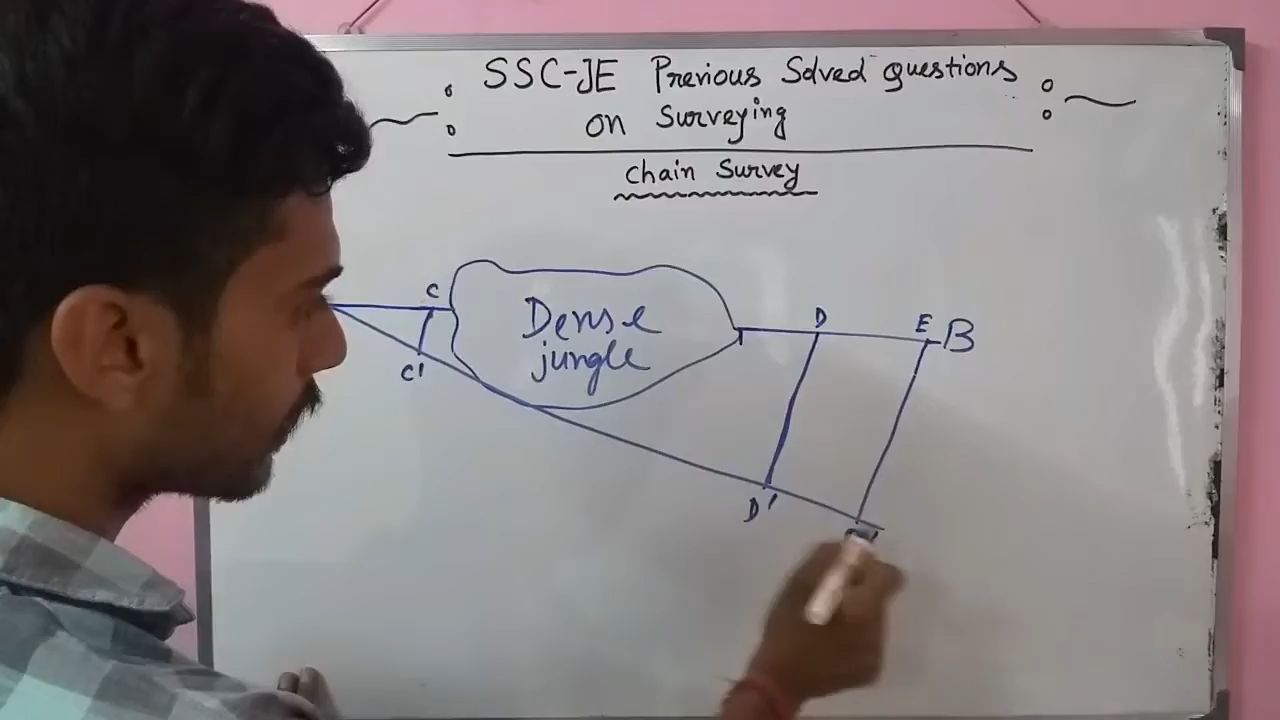 SSC-JE Previous Solved questions
on Surveying
Chain Survey
C
Dense
jungle
D
E
B
C'
D'